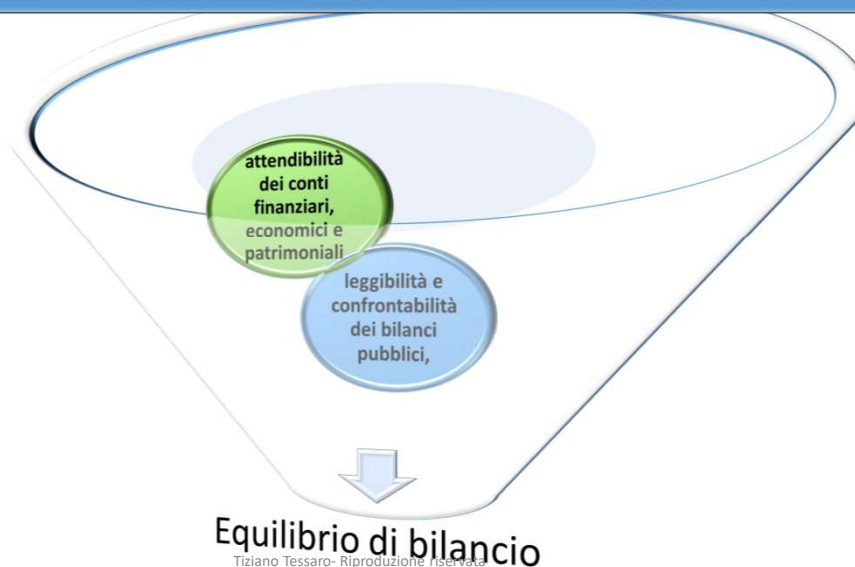 attendibilità
dei conti
finanziari,
economici e
patrimoniali
leggibilità e
confrontabilità
dei bilanci
pubblici,
Equilibrio di bilancio
Tiziano Tessaro- Riproduzione riservata